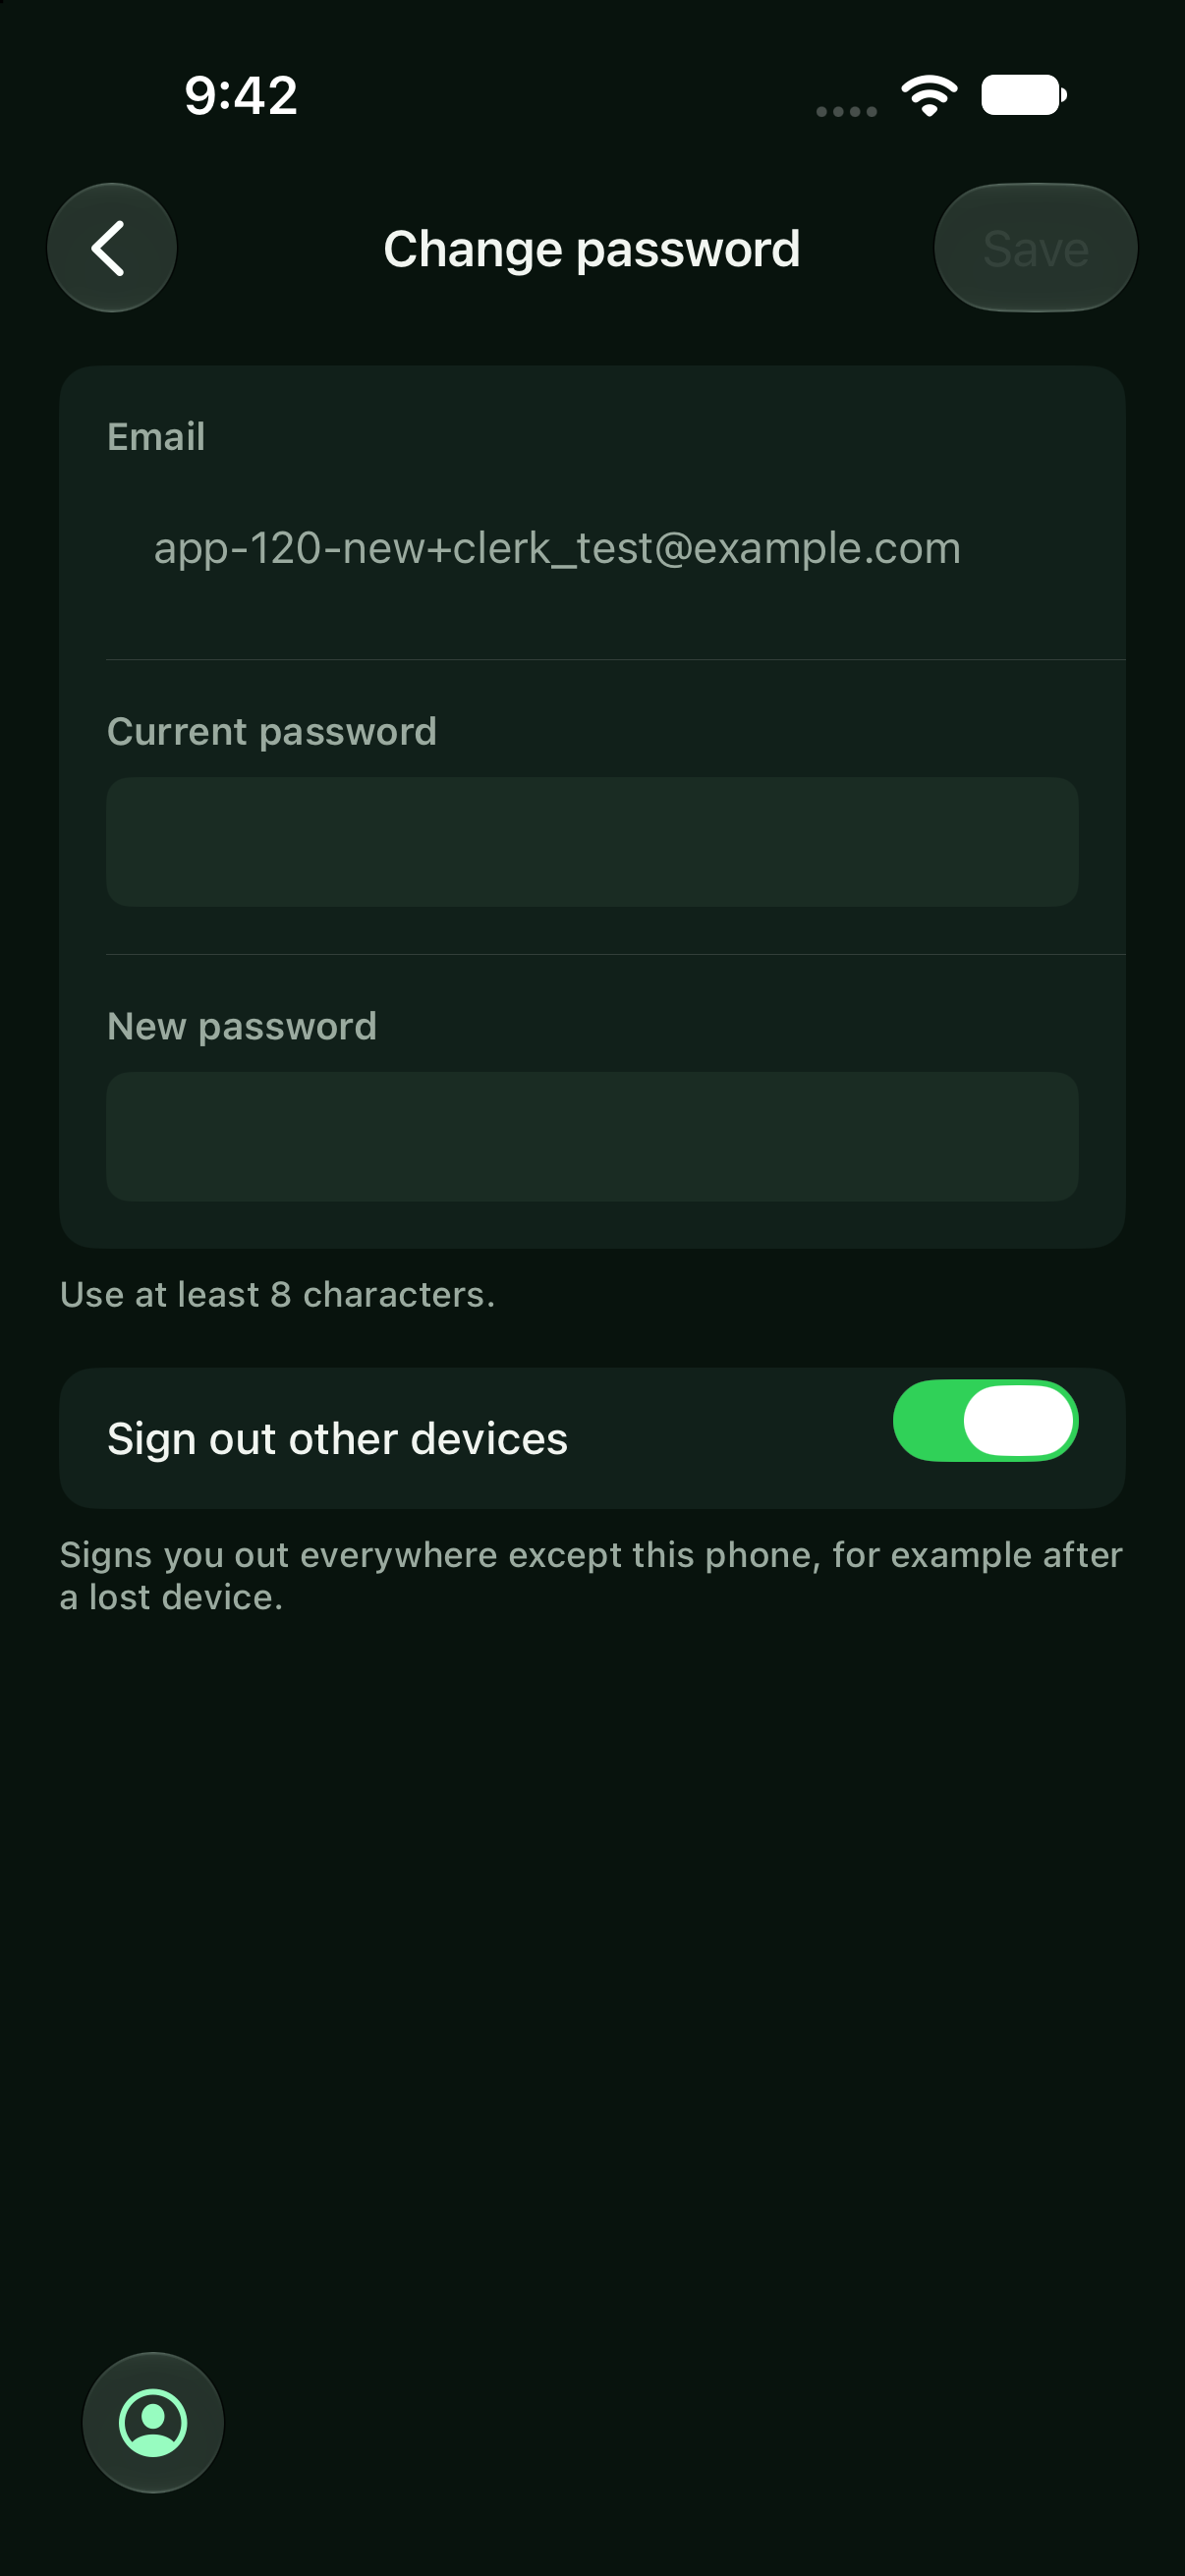 9:42
Change password
Save
Email
app-120-new+clerk_test@example.com
Current password
New password
Use at least 8 characters.
Sign out other devices
Signs you out everywhere except this phone, for example after
a lost device.